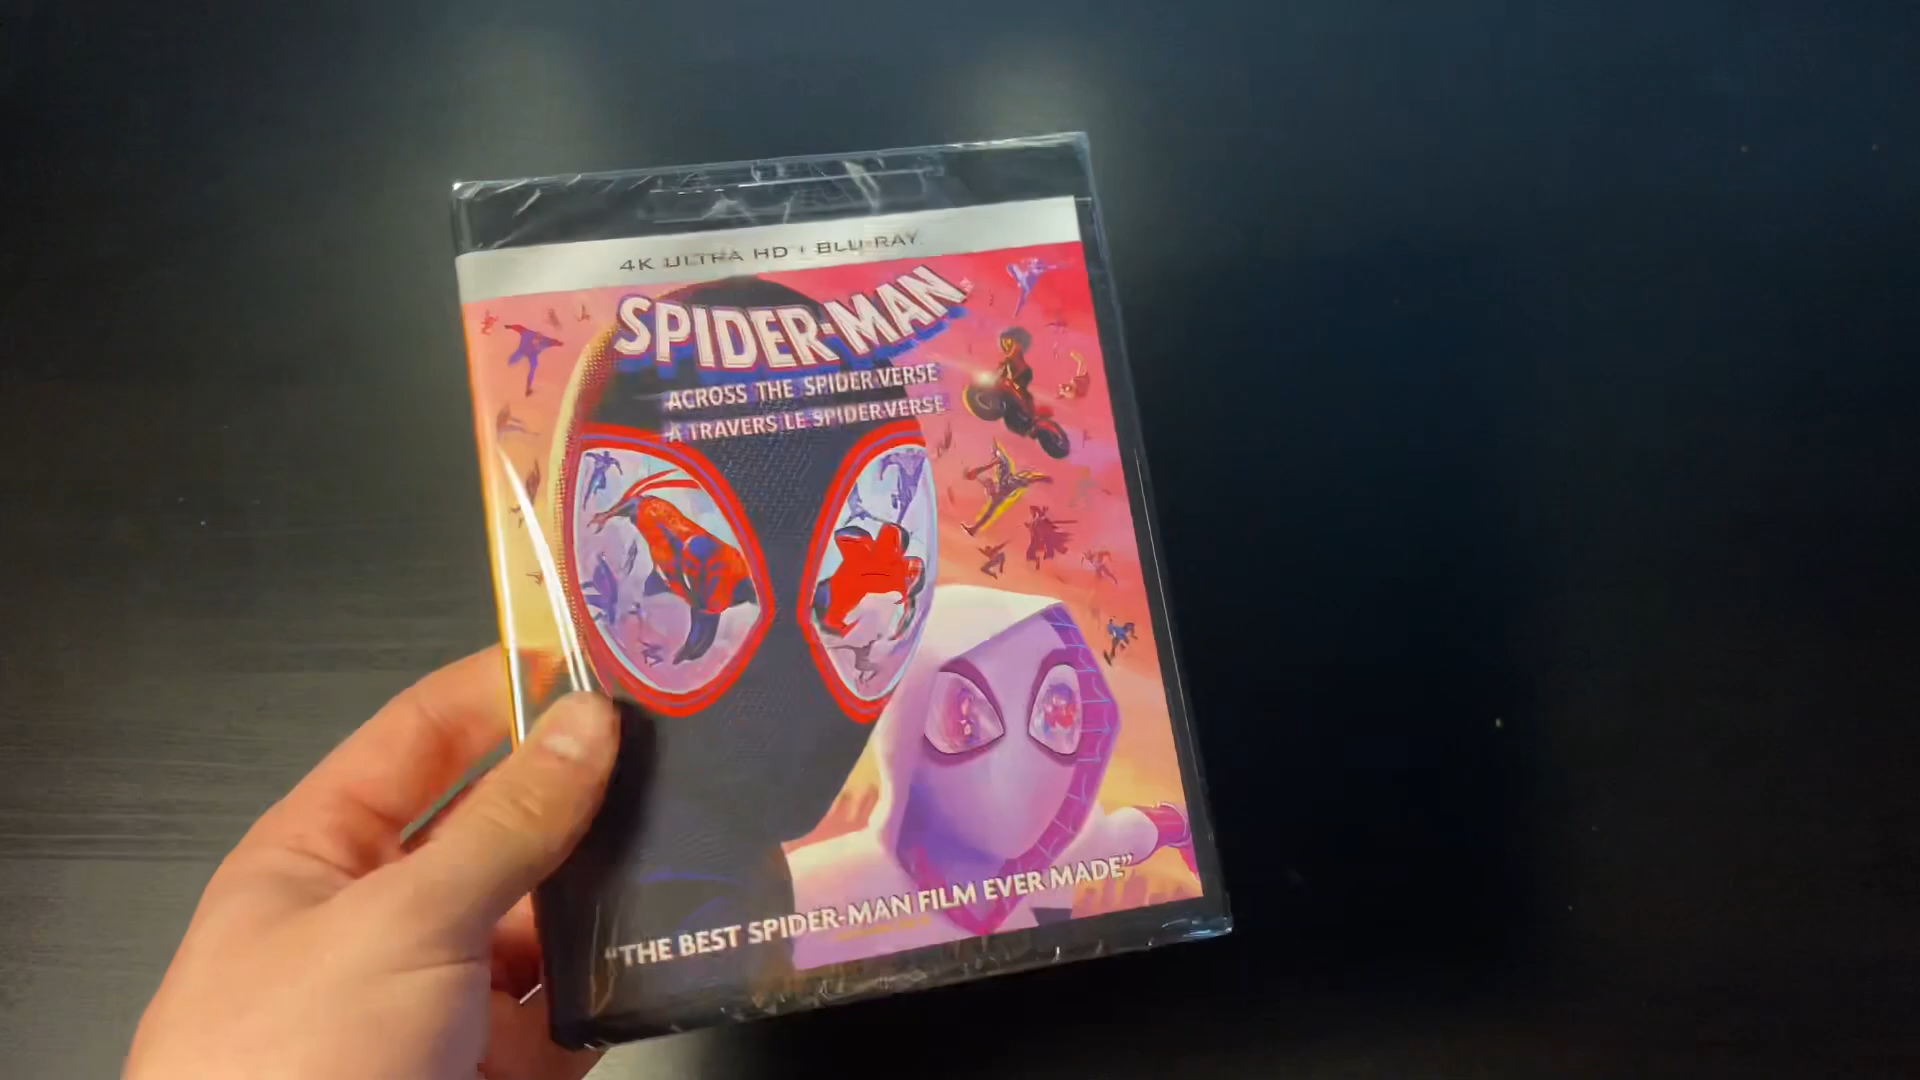 4K ULTRA HD + BLU-RAY
SPIDER-MAN
ACROSS THE SPIDER-VERSE
À TRAVERS LE SPIDER-VERSE
“THE BEST SPIDER-MAN FILM EVER MADE”